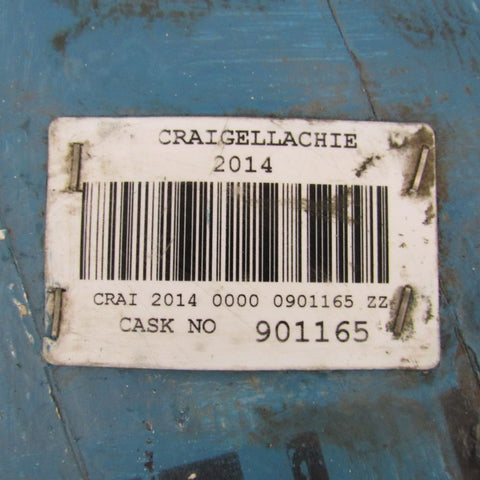 CRAIGELLACHIE
2014
CRAI 2014 0000 0901165 ZZ
CASK NO 901165